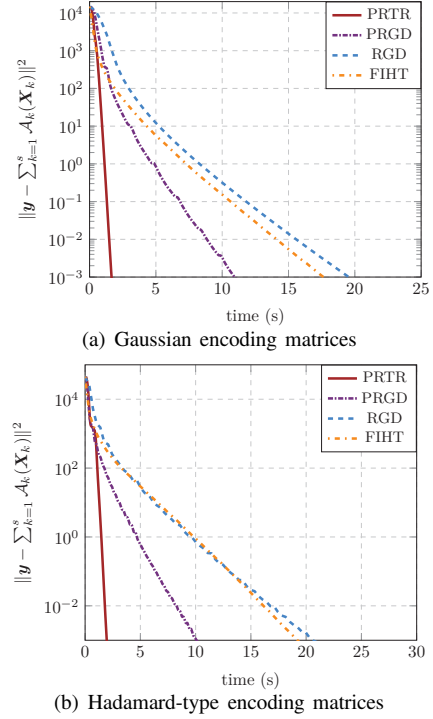 10^4
10^3
10^2
10^1
10^0
10^{-1}
10^{-2}
10^{-3}
||y − ∑_{k=1}^{s} A_k(X_k)||^2
PRTR
PRGD
RGD
FIHT
0 5 10 15 20 25
time (s)
(a) Gaussian encoding matrices
10^4
10^2
10^0
10^{-2}
||y − ∑_{k=1}^{s} A_k(X_k)||^2
PRTR
PRGD
RGD
FIHT
0 5 10 15 20 25 30
time (s)
(b) Hadamard-type encoding matrices